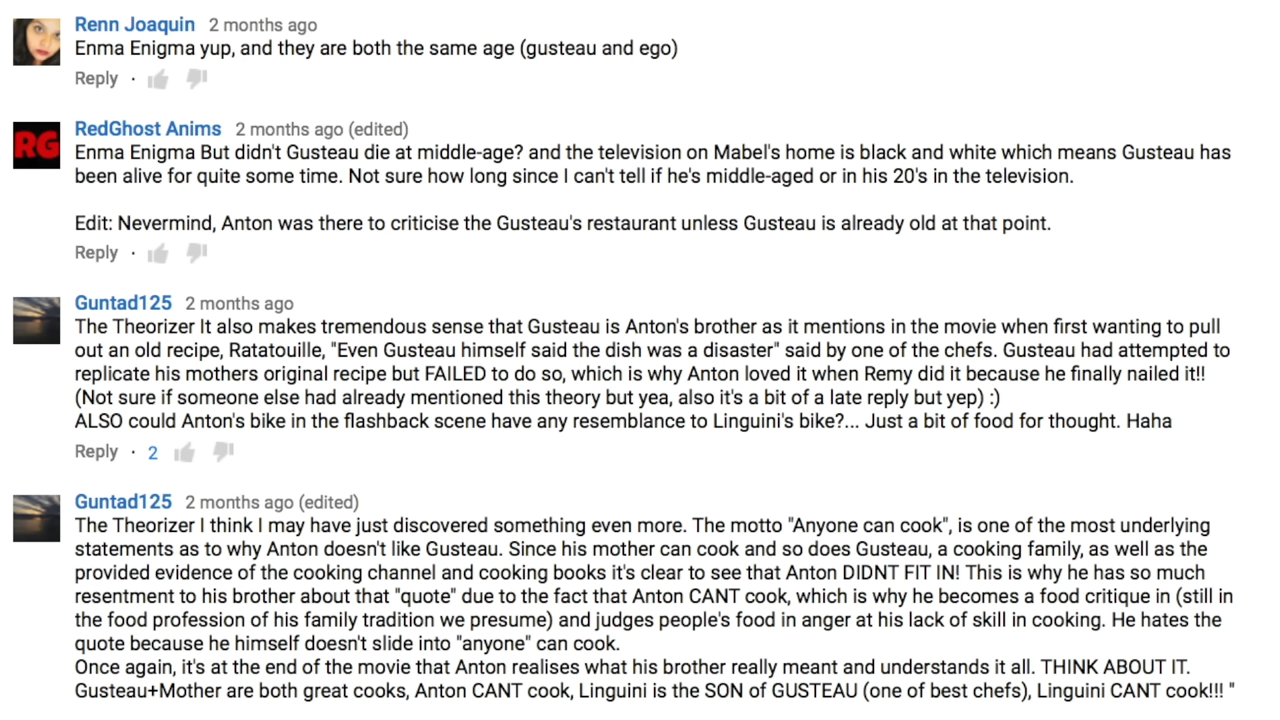 Renn Joaquin 2 months ago
Enma Enigma yup, and they are both the same age (gusteau and ego)
Reply ·
RedGhost Anims 2 months ago (edited)
RG
Enma Enigma But didn't Gusteau die at middle-age? and the television on Mabel's home is black and white which means Gusteau has
been alive for quite some time. Not sure how long since I can't tell if he's middle-aged or in his 20's in the television.
Edit: Nevermind, Anton was there to criticise the Gusteau's restaurant unless Gusteau is already old at that point.
Reply ·
Guntad125 2 months ago
The Theorizer It also makes tremendous sense that Gusteau is Anton's brother as it mentions in the movie when first wanting to pull
out an old recipe, Ratatouille, "Even Gusteau himself said the dish was a disaster" said by one of the chefs. Gusteau had attempted to
replicate his mothers original recipe but FAILED to do so, which is why Anton loved it when Remy did it because he finally nailed it!!
(Not sure if someone else had already mentioned this theory but yea, also it's a bit of a late reply but yep) :)
ALSO could Anton's bike in the flashback scene have any resemblance to Linguini's bike?... Just a bit of food for thought. Haha
Reply · 2
Guntad125 2 months ago (edited)
The Theorizer I think I may have just discovered something even more. The motto "Anyone can cook", is one of the most underlying
statements as to why Anton doesn't like Gusteau. Since his mother can cook and so does Gusteau, a cooking family, as well as the
provided evidence of the cooking channel and cooking books it's clear to see that Anton DIDNT FIT IN! This is why he has so much
resentment to his brother about that "quote" due to the fact that Anton CANT cook, which is why he becomes a food critique in (still in
the food profession of his family tradition we presume) and judges people's food in anger at his lack of skill in cooking. He hates the
quote because he himself doesn't slide into "anyone" can cook.
Once again, it's at the end of the movie that Anton realises what his brother really meant and understands it all. THINK ABOUT IT.
Gusteau+Mother are both great cooks, Anton CANT cook, Linguini is the SON of GUSTEAU (one of best chefs), Linguini CANT cook!!! "